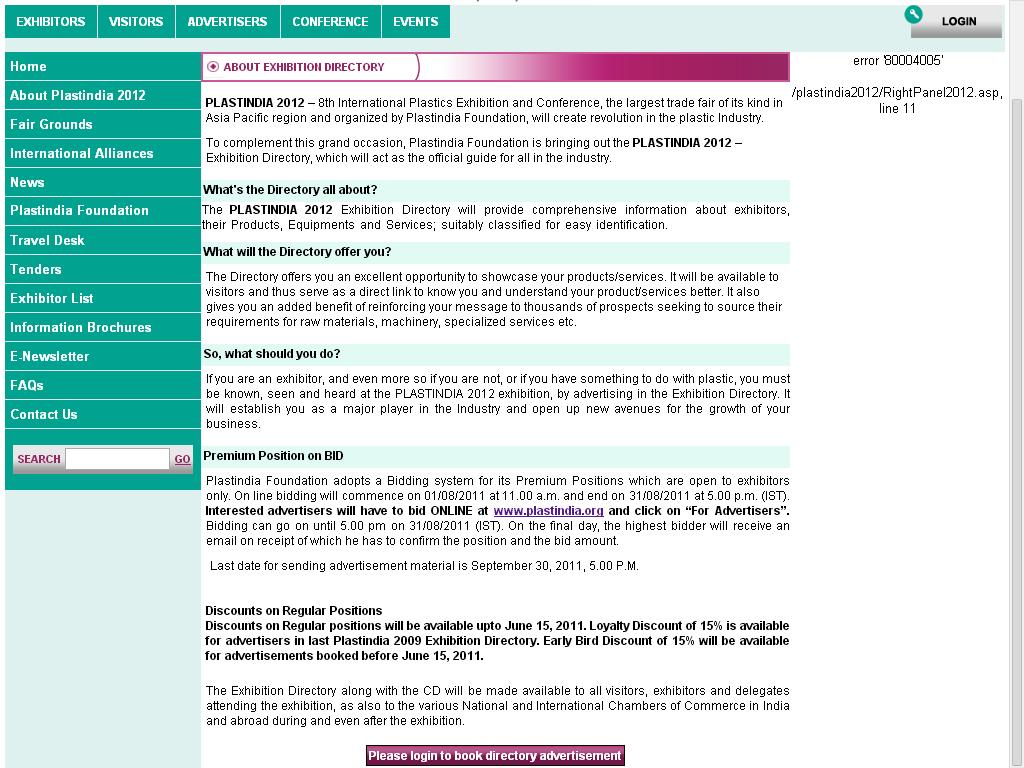 EXHIBITORS VISITORS ADVERTISERS CONFERENCE EVENTS LOGIN
Home
About Plastindia 2012
Fair Grounds
International Alliances
News
Plastindia Foundation
Travel Desk
Tenders
Exhibitor List
Information Brochures
E-Newsletter
FAQs
Contact Us
SEARCH GO
ABOUT EXHIBITION DIRECTORY
PLASTINDIA 2012 – 8th International Plastics Exhibition and Conference, the largest trade fair of its kind in
Asia Pacific region and organized by Plastindia Foundation, will create revolution in the plastic Industry.
To complement this grand occasion, Plastindia Foundation is bringing out the PLASTINDIA 2012 –
Exhibition Directory, which will act as the official guide for all in the industry.
What's the Directory all about?
The PLASTINDIA 2012 Exhibition Directory will provide comprehensive information about exhibitors,
their Products, Equipments and Services; suitably classified for easy identification.
What will the Directory offer you?
The Directory offers you an excellent opportunity to showcase your products/services. It will be available to
visitors and thus serve as a direct link to know you and understand your product/services better. It also
gives you an added benefit of reinforcing your message to thousands of prospects seeking to source their
requirements for raw materials, machinery, specialized services etc.
So, what should you do?
If you are an exhibitor, and even more so if you are not, or if you have something to do with plastic, you must
be known, seen and heard at the PLASTINDIA 2012 exhibition, by advertising in the Exhibition Directory. It
will establish you as a major player in the Industry and open up new avenues for the growth of your
business.
Premium Position on BID
Plastindia Foundation adopts a Bidding system for its Premium Positions which are open to exhibitors
only. On line bidding will commence on 01/08/2011 at 11.00 a.m. and end on 31/08/2011 at 5.00 p.m. (IST).
Interested advertisers will have to bid ONLINE at www.plastindia.org and click on “For Advertisers”.
Bidding can go on until 5.00 pm on 31/08/2011 (IST). On the final day, the highest bidder will receive an
email on receipt of which he has to confirm the position and the bid amount.
Last date for sending advertisement material is September 30, 2011, 5.00 P.M.
Discounts on Regular Positions
Discounts on Regular positions will be available upto June 15, 2011. Loyalty Discount of 15% is available
for advertisers in last Plastindia 2009 Exhibition Directory. Early Bird Discount of 15% will be available
for advertisements booked before June 15, 2011.
The Exhibition Directory along with the CD will be made available to all visitors, exhibitors and delegates
attending the exhibition, as also to the various National and International Chambers of Commerce in India
and abroad during and even after the exhibition.
Please login to book directory advertisement
error '80004005'
/plastindia2012/RightPanel2012.asp,
line 11